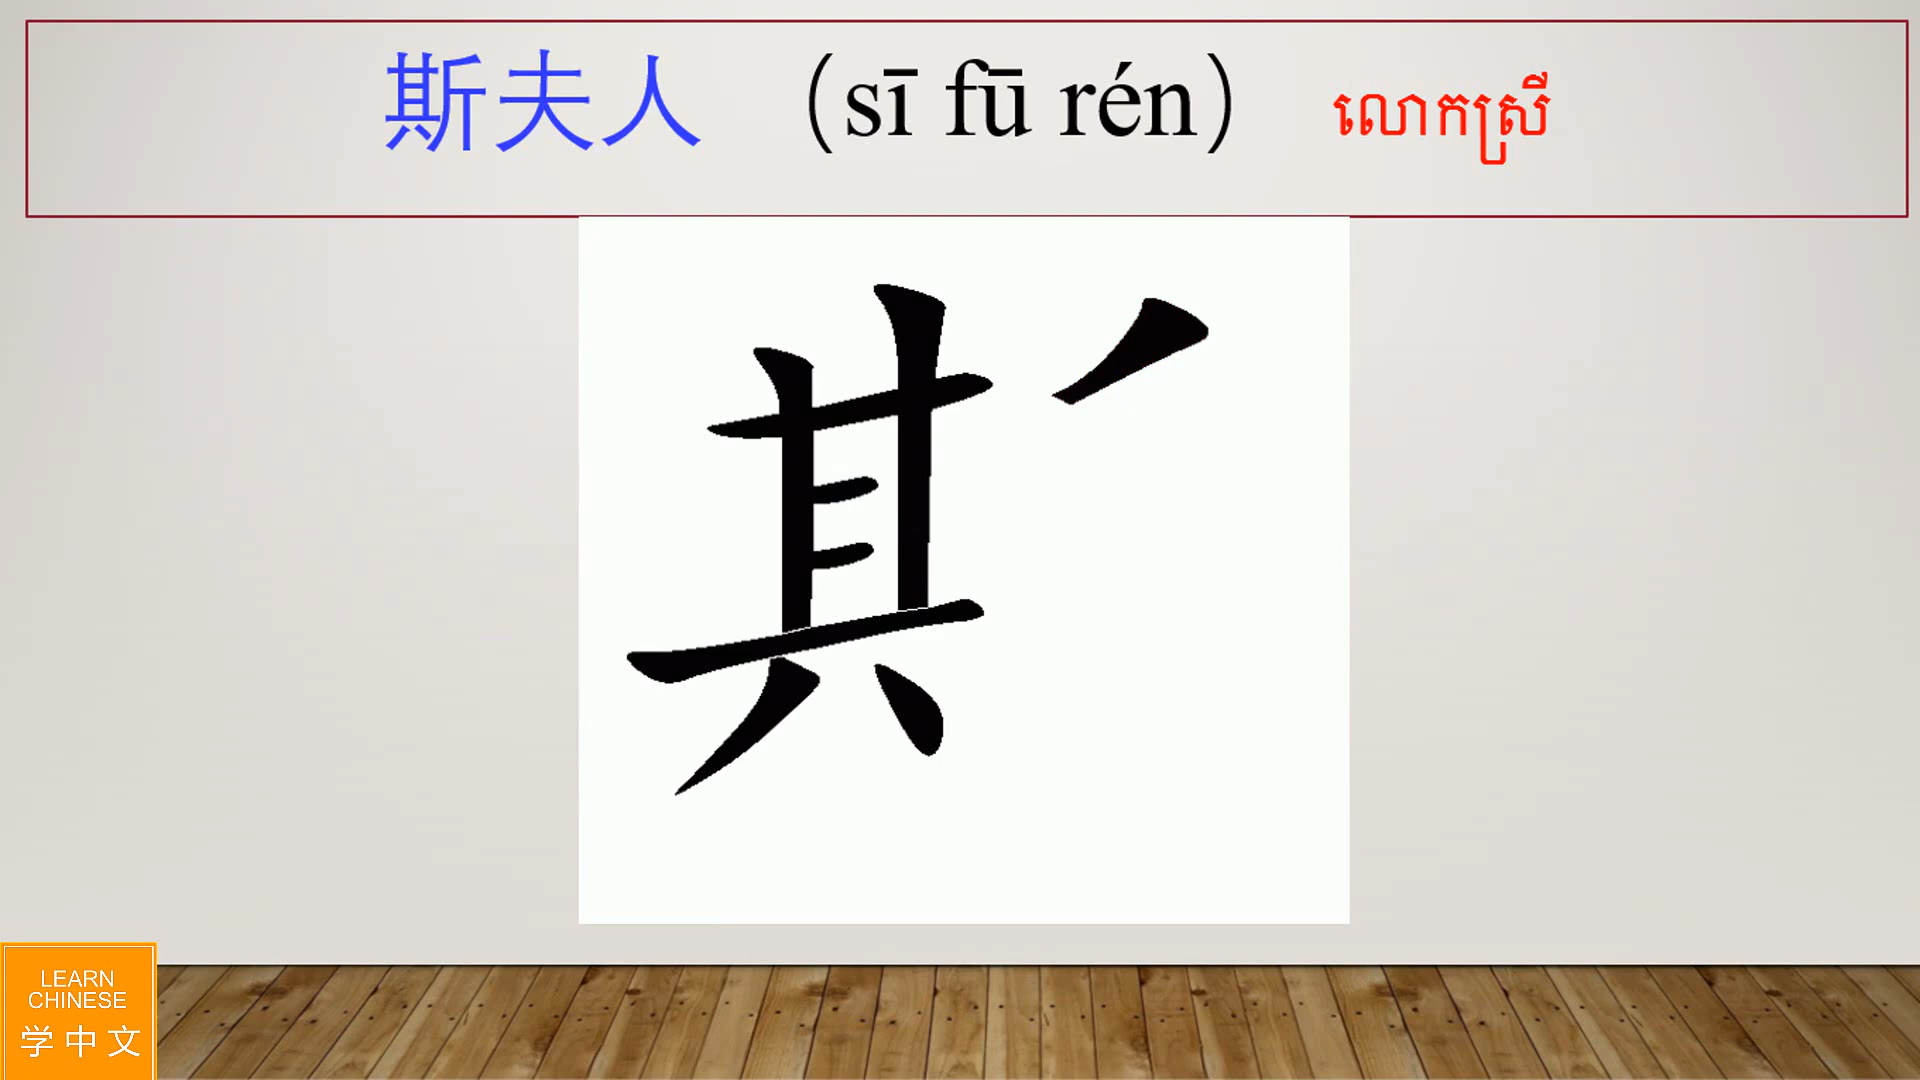 斯夫人 （sī fū rén） លោកស្រី
其
LEARN
CHINESE
学中文